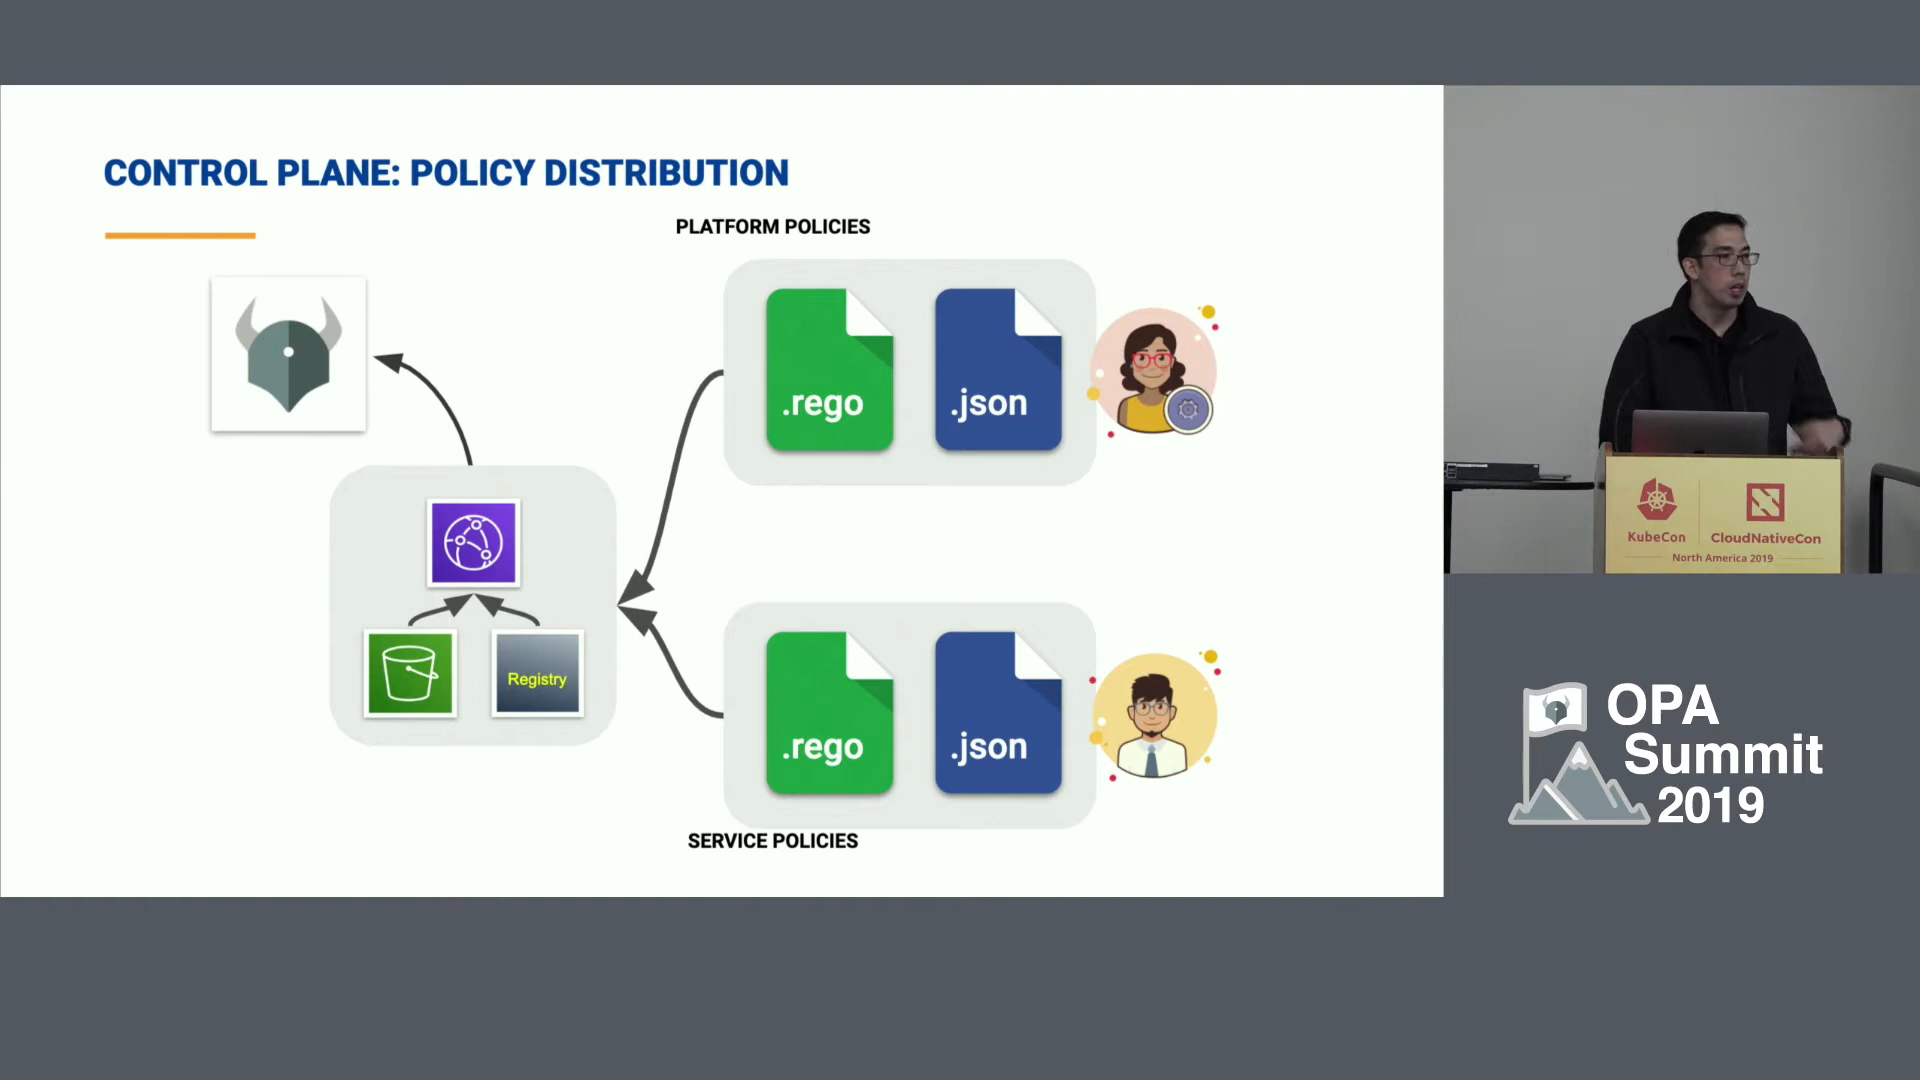 CONTROL PLANE: POLICY DISTRIBUTION
PLATFORM POLICIES
.rego
.json
Registry
.rego
.json
SERVICE POLICIES
KubeCon
CloudNativeCon
North America 2019
OPA
Summit
2019